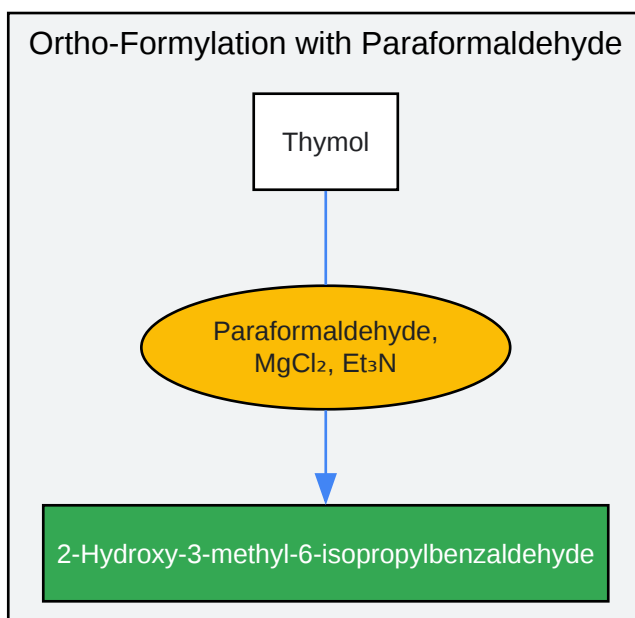 Ortho-Formylation with Paraformaldehyde
Thymol
Paraformaldehyde,
MgCl₂, Et₃N
2-Hydroxy-3-methyl-6-isopropylbenzaldehyde